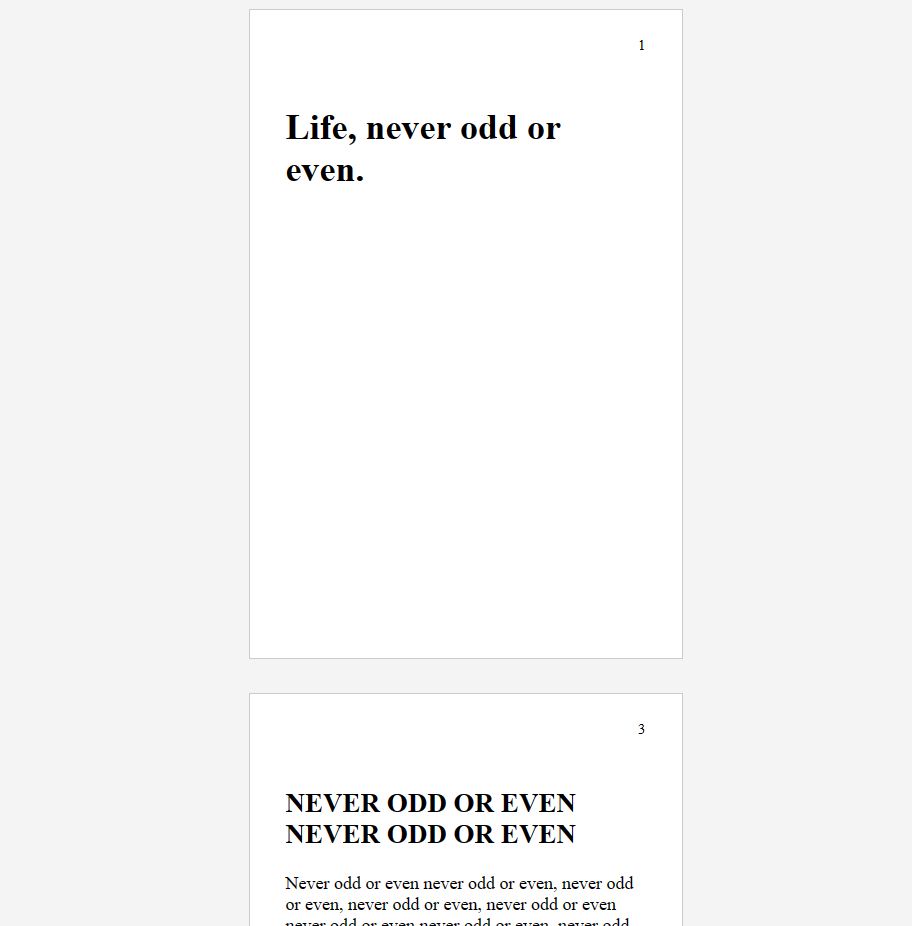 1
Life, never odd or
even.
3
NEVER ODD OR EVEN
NEVER ODD OR EVEN
Never odd or even never odd or even, never odd
or even, never odd or even, never odd or even
never odd or even never odd or even, never odd